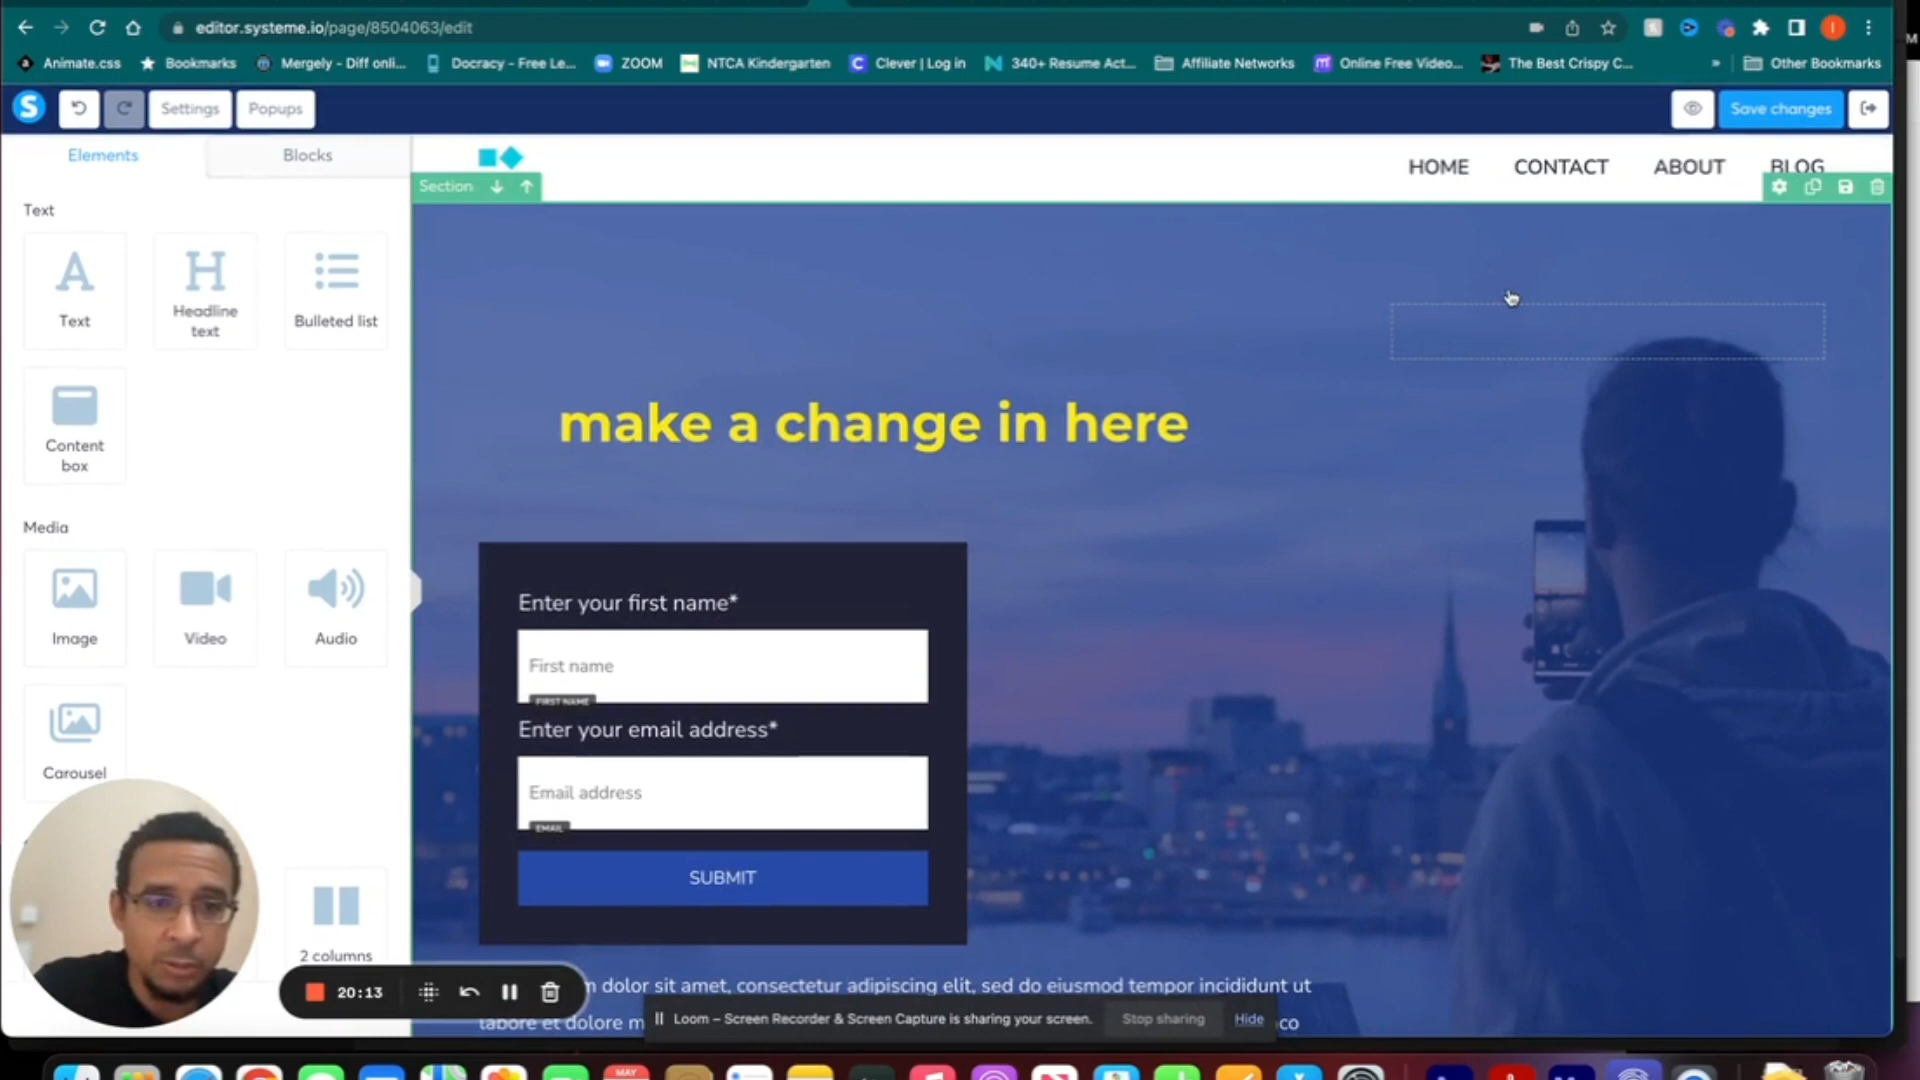 editor.systeme.io/page/8504063/edit
Animate.css Bookmarks Mergely - Diff onli... Docracy - Free Le... ZOOM NTCA Kindergarten Clever | Log in 340+ Resume Act... Affiliate Networks Online Free Video... The Best Crispy C... » Other Bookmarks
S Settings Popups Save changes
Elements Blocks
HOME CONTACT ABOUT BLOG
Section
Text
Text
Headline text
Bulleted list
Content box
make a change in here
Media
Image
Video
Audio
Carousel
2 columns
Enter your first name*
First name
FIRST NAME
Enter your email address*
Email address
EMAIL
SUBMIT
dolor sit amet, consectetur adipiscing elit, sed do eiusmod tempor incididunt ut
labore et dolore
20:13
Loom – Screen Recorder & Screen Capture is sharing your screen. Stop sharing Hide
MAY